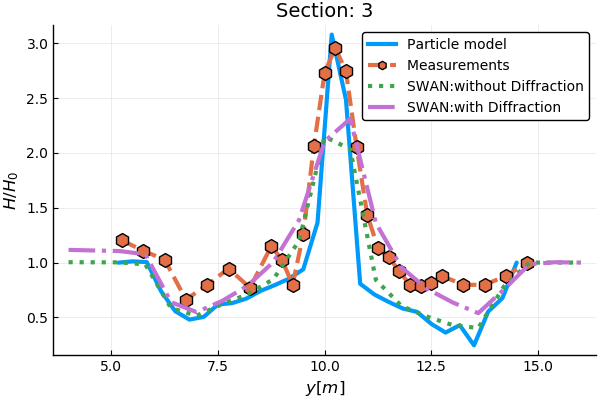 Section: 3
H/H₀
3.0
2.5
2.0
1.5
1.0
0.5
Particle model
Measurements
SWAN:without Diffraction
SWAN:with Diffraction
5.0 7.5 10.0 12.5 15.0
y[m]